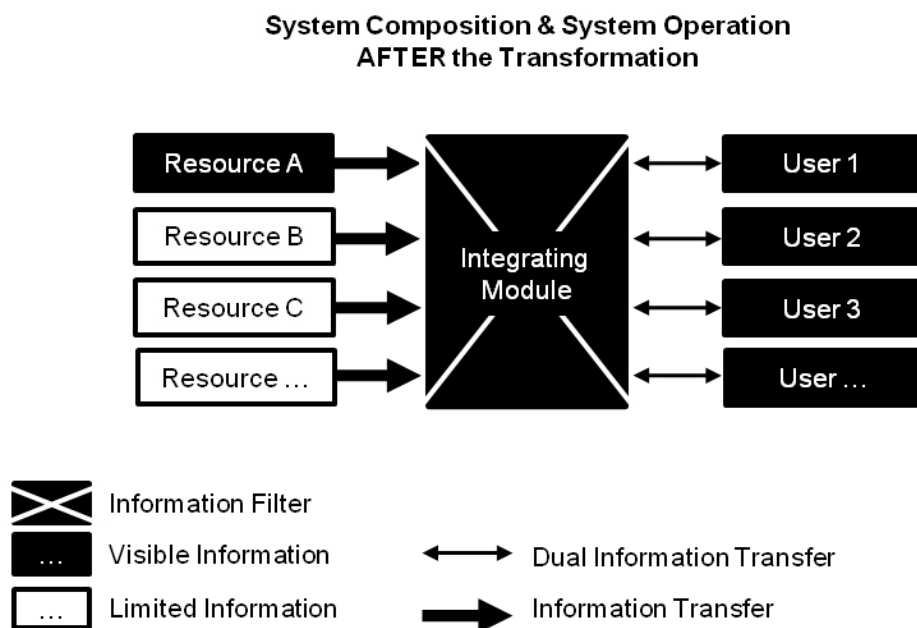 System Composition & System Operation
AFTER the Transformation
Resource A
User 1
Resource B
User 2
Integrating
Module
Resource C
User 3
Resource …
User …
Information Filter
… Visible Information
Dual Information Transfer
… Limited Information
Information Transfer